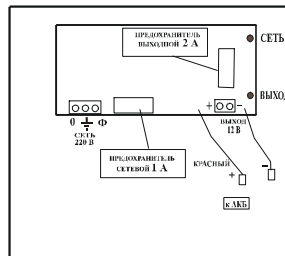 ПРЕДОХРАНИТЕЛЬ
ВЫХОДНОЙ 2 А
СЕТЬ
ВЫХОД
+ -
0 Ф
СЕТЬ
220 В
ВЫХОД
12 В
ПРЕДОХРАНИТЕЛЬ
СЕТЕВОЙ 1 А
КРАСНЫЙ
+
-
к АКБ